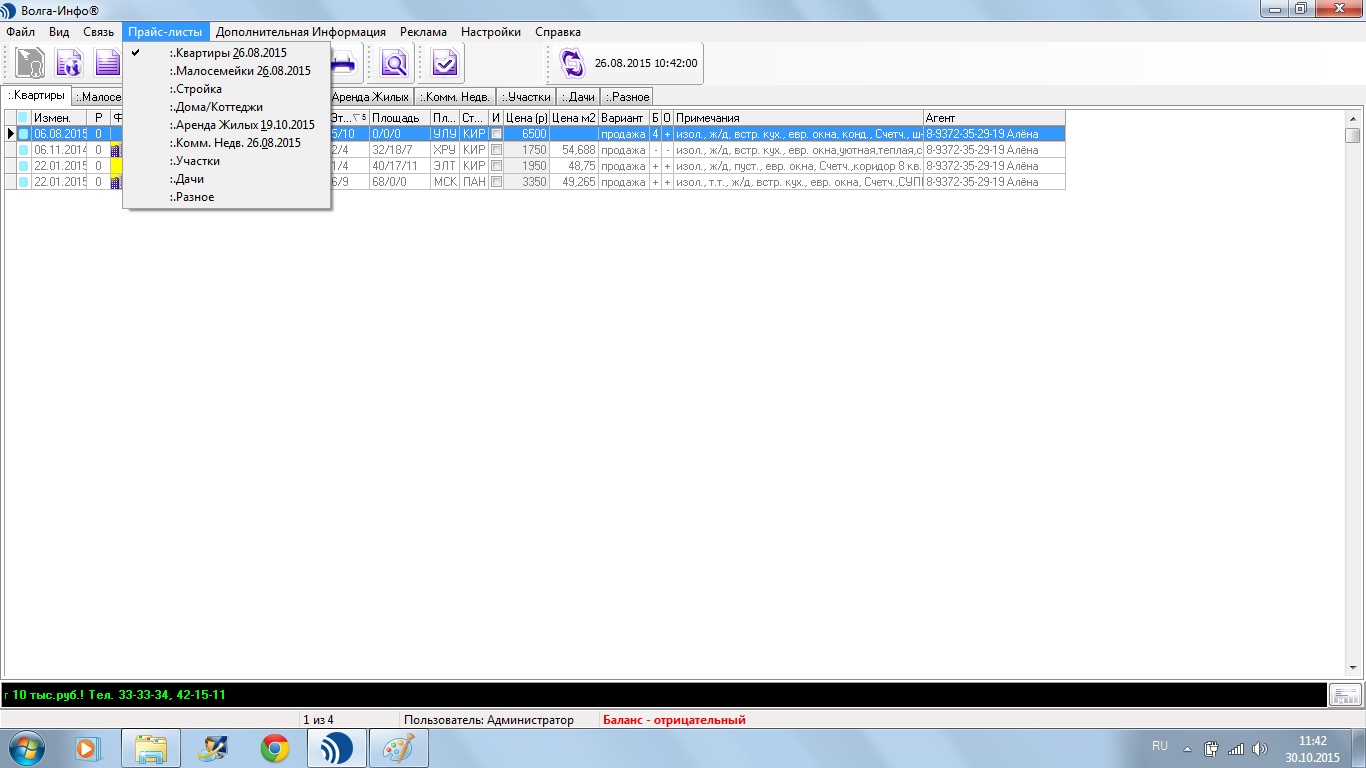 Волга-Инфо®
Файл Вид Связь Прайс-листы Дополнительная Информация Реклама Настройки Справка
:.Квартиры 26.08.2015
:.Малосемейки 26.08.2015
:.Стройка
:.Дома/Коттеджи
:.Аренда Жилых 19.10.2015
:.Комм. Недв. 26.08.2015
:.Участки
:.Дачи
:.Разное
26.08.2015 10:42:00
:.Квартиры :.Малосе Аренда Жилых :.Комм. Недв. :.Участки :.Дачи :.Разное
Измен. Р Ф Эт... 5 Площадь Пл... Ст... И Цена (р) Цена м2 Вариант Б О Примечания Агент
06.08.2015 0 5/10 0/0/0 УЛУ КИР 6500 продажа 4 + изол., ж/д, встр. кух., евр. окна, конд., Счетч., ш- 8-9372-35-29-19 Алёна
06.11.2014 0 2/4 32/18/7 ХРУ КИР 1750 54,688 продажа - - изол., ж/д, встр. кух., евр. окна,уютная,теплая,с 8-9372-35-29-19 Алёна
22.01.2015 0 1/4 40/17/11 ЭЛТ КИР 1950 48,75 продажа + + изол., ж/д, пуст., евр. окна, Счетч.,коридор 8 кв. 8-9372-35-29-19 Алёна
22.01.2015 0 6/9 68/0/0 МСК ПАН 3350 49,265 продажа + + изол., т.т., ж/д, встр. кух., евр. окна, Счетч.,СУПІ 8-9372-35-29-19 Алёна
г 10 тыс.руб.! Тел. 33-33-34, 42-15-11
1 из 4 Пользователь: Администратор Баланс - отрицательный
RU 11:42
30.10.2015